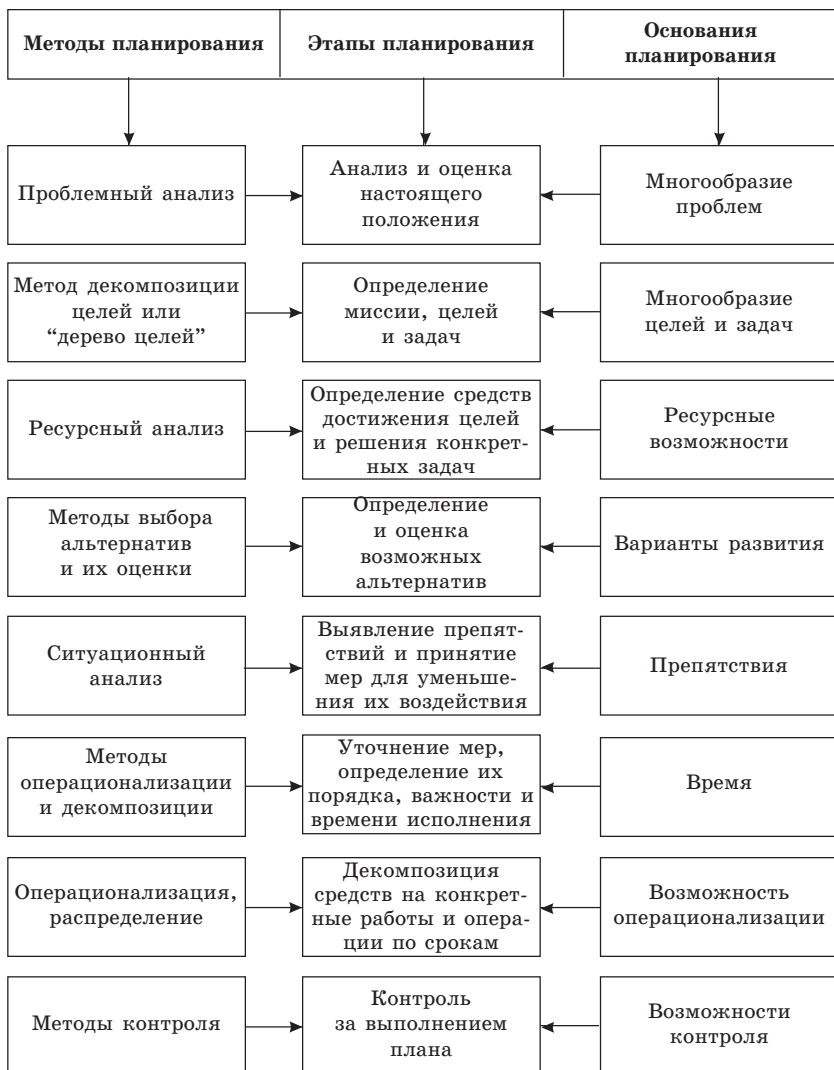 Методы планирования
Этапы планирования
Основания
планирования
Проблемный анализ
Анализ и оценка
настоящего
положения
Многообразие
проблем
Метод декомпозиции
целей или
“дерево целей”
Определение
миссии, целей
и задач
Многообразие
целей и задач
Ресурсный анализ
Определение средств
достижения целей
и решения конкрет-
ных задач
Ресурсные
возможности
Методы выбора
альтернатив
и их оценки
Определение
и оценка
возможных
альтернатив
Варианты развития
Ситуационный
анализ
Выявление препят-
ствий и принятие
мер для уменьше-
ния их воздействия
Препятствия
Методы
операционализации
и декомпозиции
Уточнение мер,
определение их
порядка, важности и
времени исполнения
Время
Операционализация,
распределение
Декомпозиция
средств на конкрет-
ные работы и опера-
ции по срокам
Возможность
операционализации
Методы контроля
Контроль
за выполнением
плана
Возможности
контроля